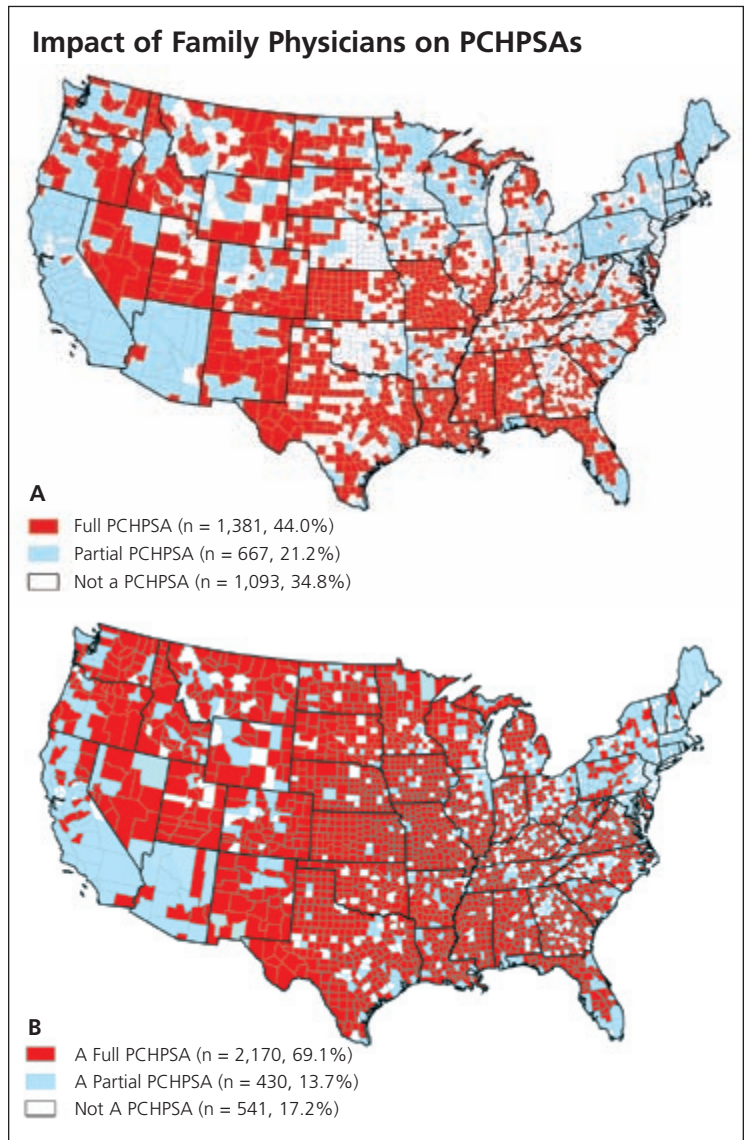 Impact of Family Physicians on PCHPSAs
A
Full PCHPSA (n = 1,381, 44.0%)
Partial PCHPSA (n = 667, 21.2%)
Not a PCHPSA (n = 1,093, 34.8%)
B
A Full PCHPSA (n = 2,170, 69.1%)
A Partial PCHPSA (n = 430, 13.7%)
Not A PCHPSA (n = 541, 17.2%)